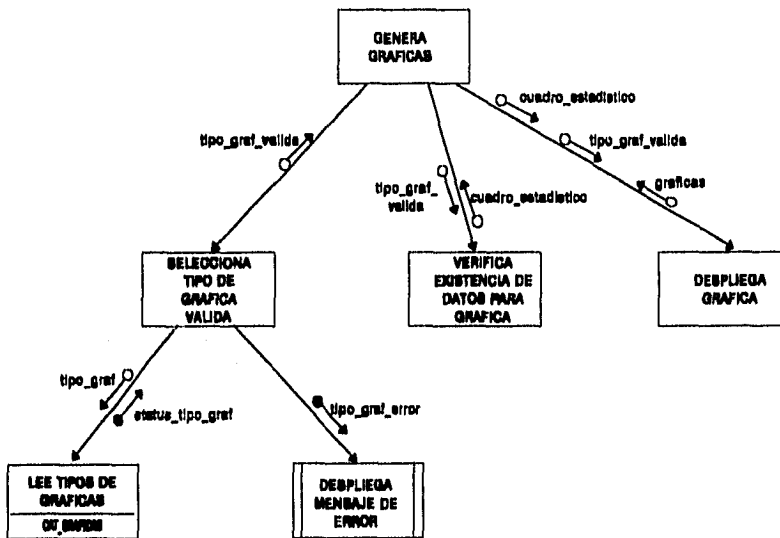 GENERA
GRAFICAS
cuadro_estadistico
tipo_graf_valida
tipo_graf_valida
graficas
tipo_graf_
valida
cuadro_estadistico
SELECCIONA
TIPO DE
GRAFICA
VALIDA
VERIFICA
EXISTENCIA DE
DATOS PARA
GRAFICA
DESPLIEGA
GRAFICA
tipo_graf
status_tipo_graf
tipo_graf_error
LEE TIPOS DE
GRAFICAS
DESPLIEGA
MENSAJE DE
ERROR